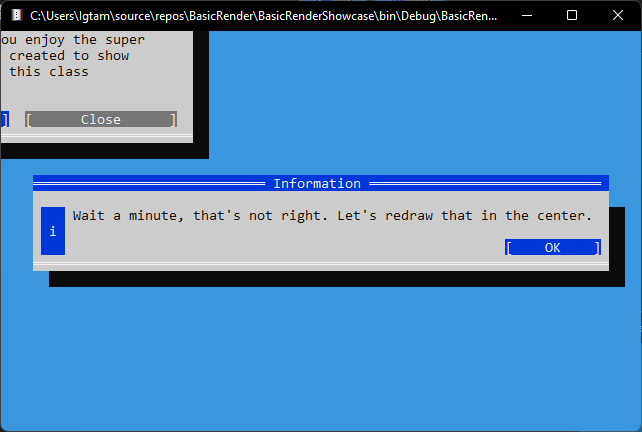 C:\Users\lgtam\source\repos\BasicRender\BasicRenderShowcase\bin\Debug\BasicRen...
ou enjoy the super
created to show
this class
] [ Close ]
Information
Wait a minute, that's not right. Let's redraw that in the center.
i
[ OK ]